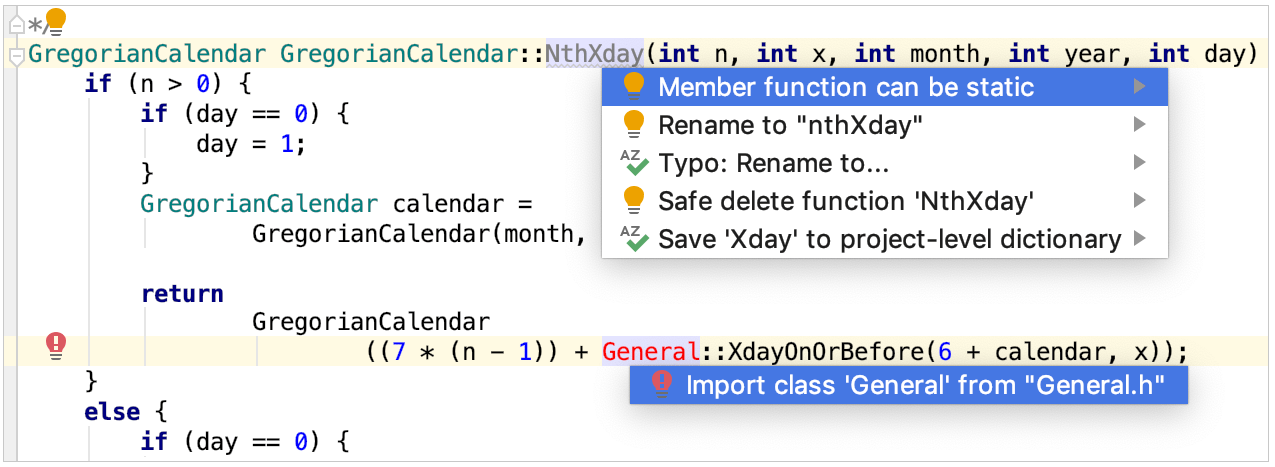 */
GregorianCalendar GregorianCalendar::NthXday(int n, int x, int month, int year, int day)
if (n > 0) {
Member function can be static
if (day == 0) {
Rename to "nthXday"
day = 1;
Typo: Rename to...
}
Safe delete function 'NthXday'
GregorianCalendar calendar =
GregorianCalendar(month,
Save 'Xday' to project-level dictionary
return
GregorianCalendar
((7 * (n - 1)) + General::XdayOnOrBefore(6 + calendar, x));
Import class 'General' from "General.h"
}
else {
if (day == 0) {